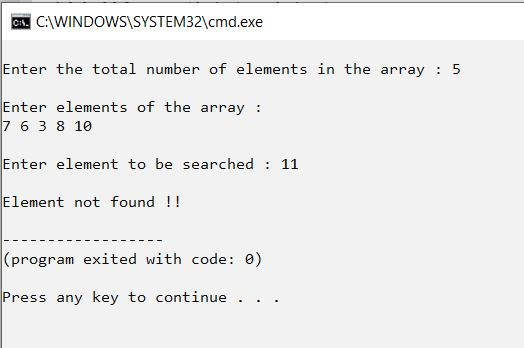 C:\WINDOWS\SYSTEM32\cmd.exe
Enter the total number of elements in the array : 5
Enter elements of the array :
7 6 3 8 10
Enter element to be searched : 11
Element not found !!
------------------
(program exited with code: 0)
Press any key to continue . . .